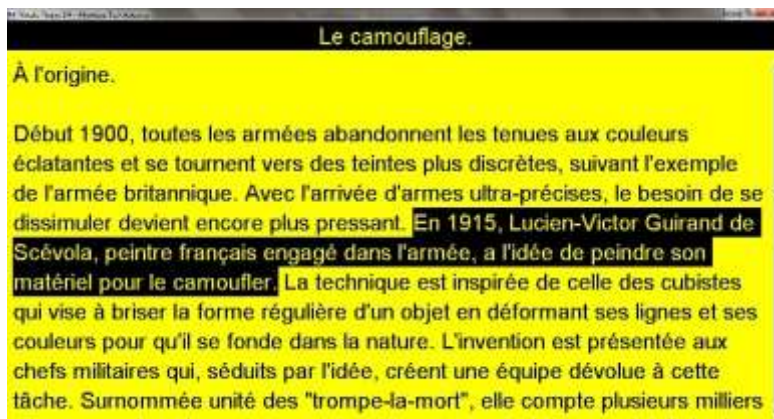 Le camouflage.
À l'origine.
Début 1900, toutes les armées abandonnent les tenues aux couleurs
éclatantes et se tournent vers des teintes plus discrètes, suivant l'exemple
de l'armée britannique. Avec l'arrivée d'armes ultra-précises, le besoin de se
dissimuler devient encore plus pressant. En 1915, Lucien-Victor Guirand de
Scévola, peintre français engagé dans l'armée, a l'idée de peindre son
matériel pour le camoufler. La technique est inspirée de celle des cubistes
qui vise à briser la forme régulière d'un objet en déformant ses lignes et ses
couleurs pour qu'il se fonde dans la nature. L'invention est présentée aux
chefs militaires qui, séduits par l'idée, créent une équipe dévolue à cette
tâche. Surnommée unité des "trompe-la-mort", elle compte plusieurs milliers